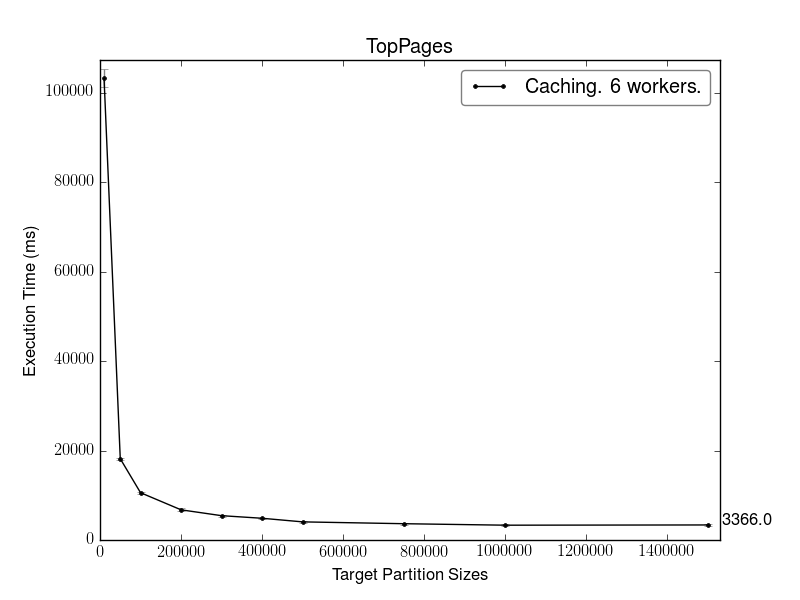 TopPages
Caching. 6 workers.
100000
80000
60000
40000
20000
0
Execution Time (ms)
3366.0
0 200000 400000 600000 800000 1000000 1200000 1400000
Target Partition Sizes